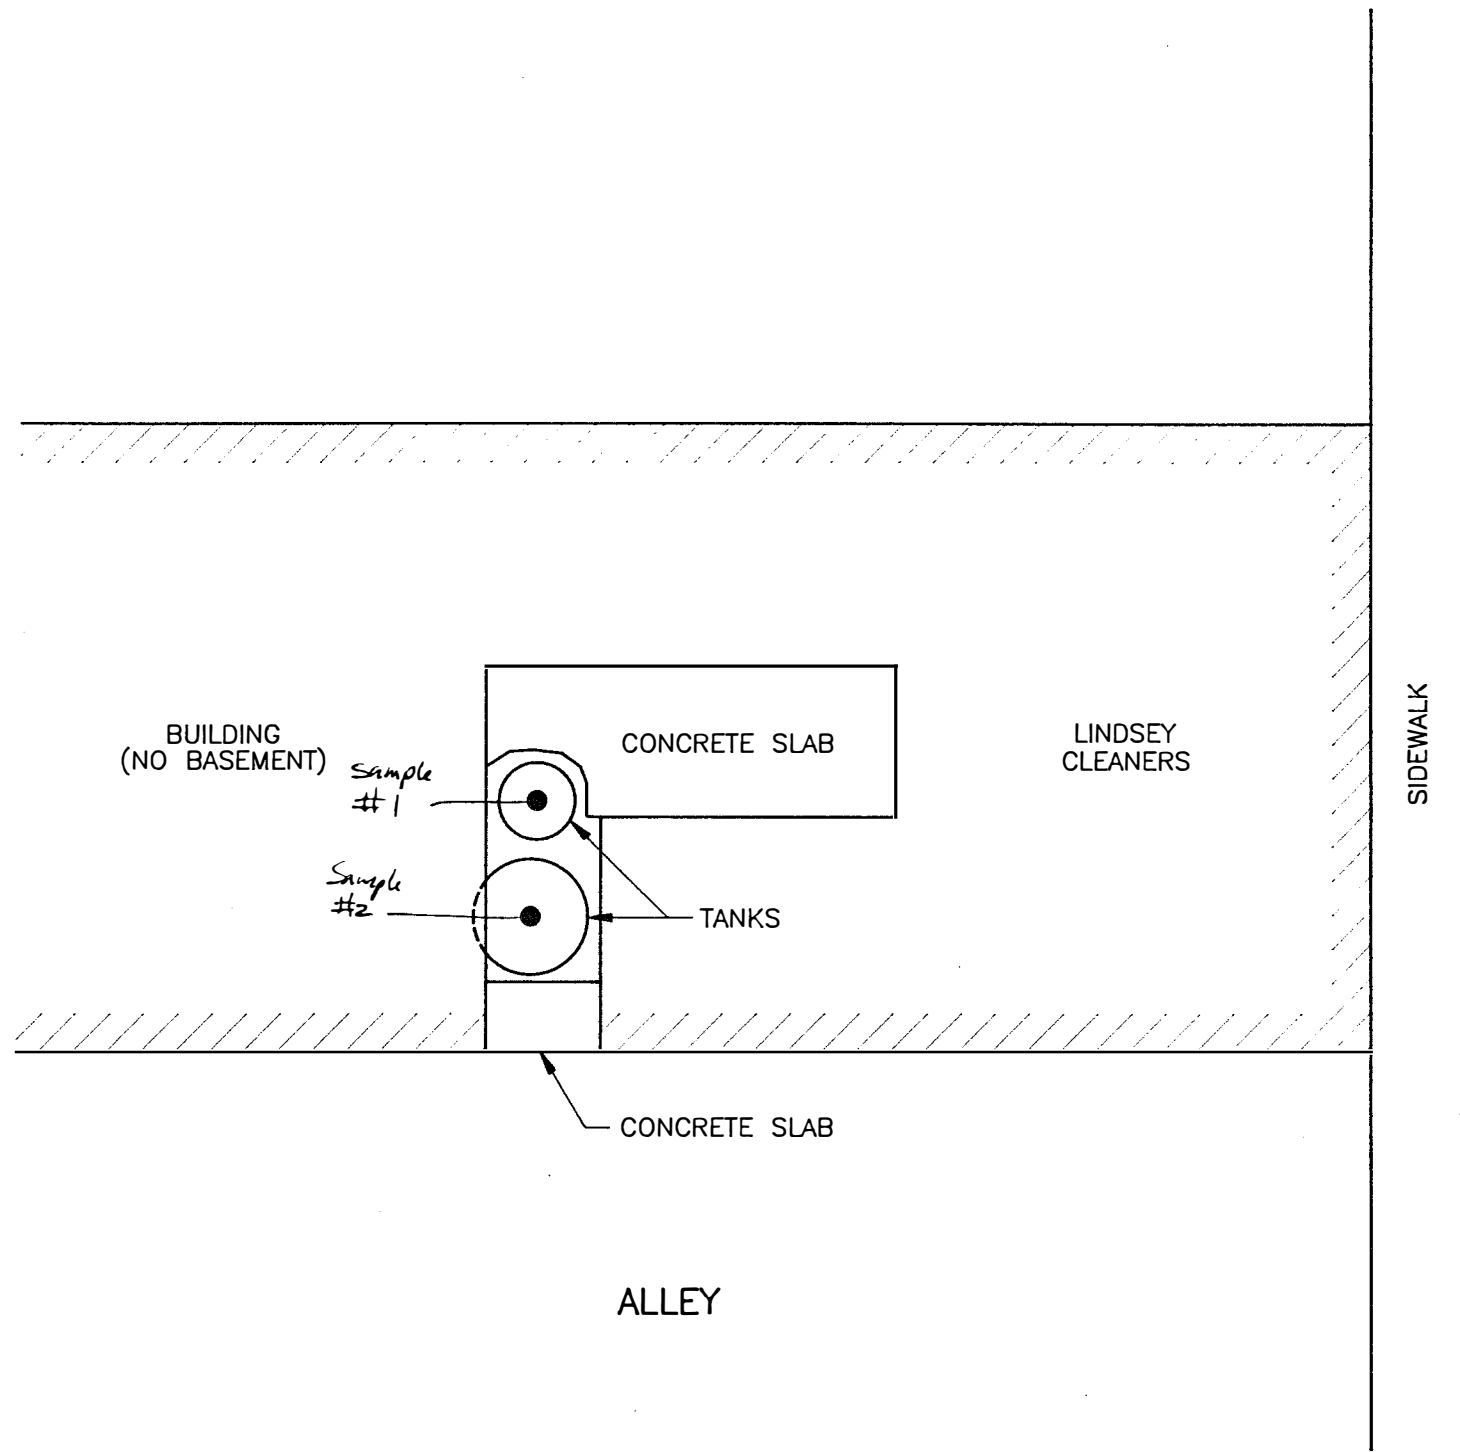 BUILDING
(NO BASEMENT)
CONCRETE SLAB
LINDSEY
CLEANERS
SIDEWALK
Sample
#1
Sample
#2
TANKS
CONCRETE SLAB
ALLEY